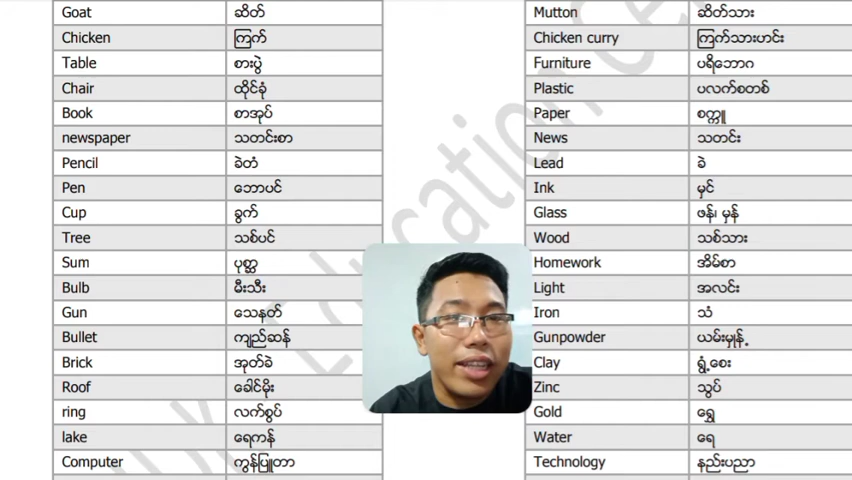 Goat ဆိတ် Mutton ဆိတ်သား
Chicken ကြက် Chicken curry ကြက်သားဟင်း
Table စားပွဲ Furniture ပရိဘောဂ
Chair ထိုင်ခုံ Plastic ပလက်စတစ်
Book စာအုပ် Paper စက္ကူ
newspaper သတင်းစာ News သတင်း
Pencil ခဲတံ Lead ခဲ
Pen ဘောပင် Ink မှင်
Cup ခွက် Glass ဖန်၊ မှန်
Tree သစ်ပင် Wood သစ်သား
Sum ပုစ္ဆာ Homework အိမ်စာ
Bulb မီးသီး Light အလင်း
Gun သေနတ် Iron သံ
Bullet ကျည်ဆန် Gunpowder ယမ်းမှုန့်
Brick အုတ်ခဲ Clay ရွှံ့စေး
Roof ခေါင်မိုး Zinc သွပ်
ring လက်စွပ် Gold ရွှေ
lake ရေကန် Water ရေ
Computer ကွန်ပြူတာ Technology နည်းပညာ